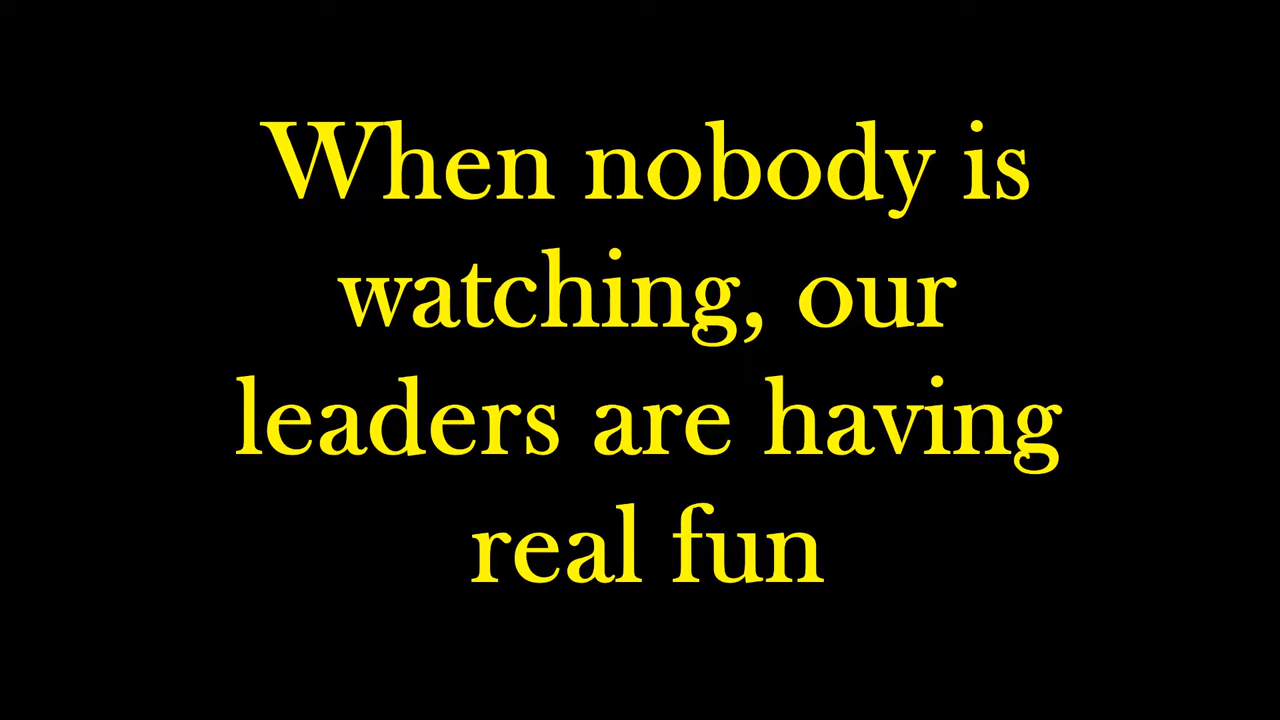 When nobody is
watching, our
leaders are having
real fun